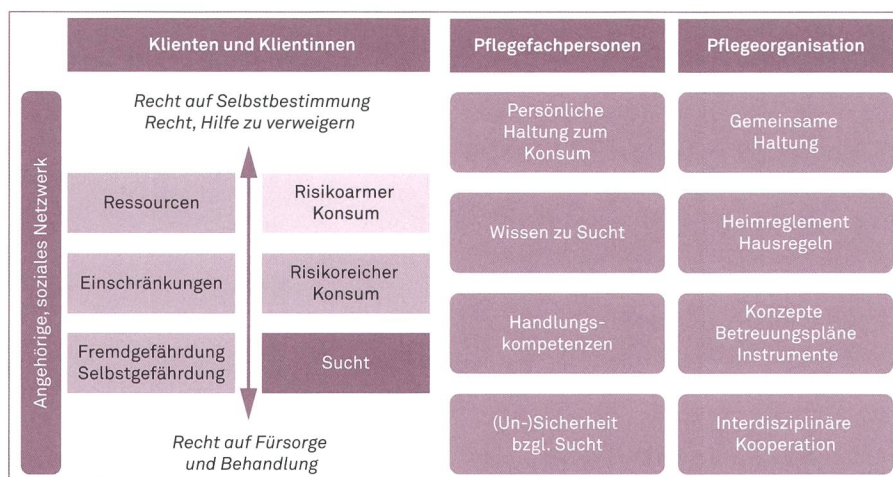 Klienten und Klientinnen
Pflegefachpersonen
Pflegeorganisation
Angehörige, soziales Netzwerk
Recht auf Selbstbestimmung
Recht, Hilfe zu verweigern
Ressourcen
Risikoarmer
Konsum
Einschränkungen
Risikoreicher
Konsum
Fremdgefährdung
Selbstgefährdung
Sucht
Recht auf Fürsorge
und Behandlung
Persönliche
Haltung zum
Konsum
Wissen zu Sucht
Handlungs-
kompetenzen
(Un-)Sicherheit
bzgl. Sucht
Gemeinsame
Haltung
Heimreglement
Hausregeln
Konzepte
Betreuungspläne
Instrumente
Interdisziplinäre
Kooperation